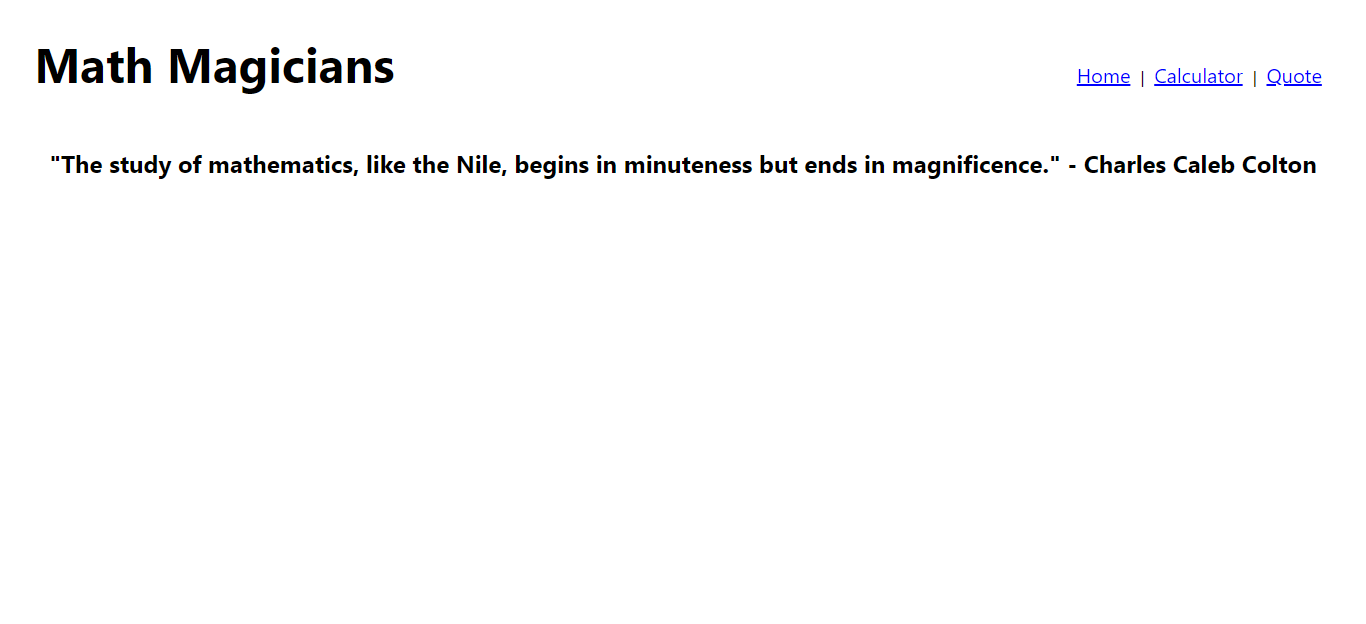 Math Magicians
Home | Calculator | Quote
"The study of mathematics, like the Nile, begins in minuteness but ends in magnificence." - Charles Caleb Colton